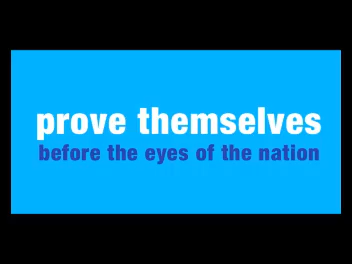 prove themselves
before the eyes of the nation